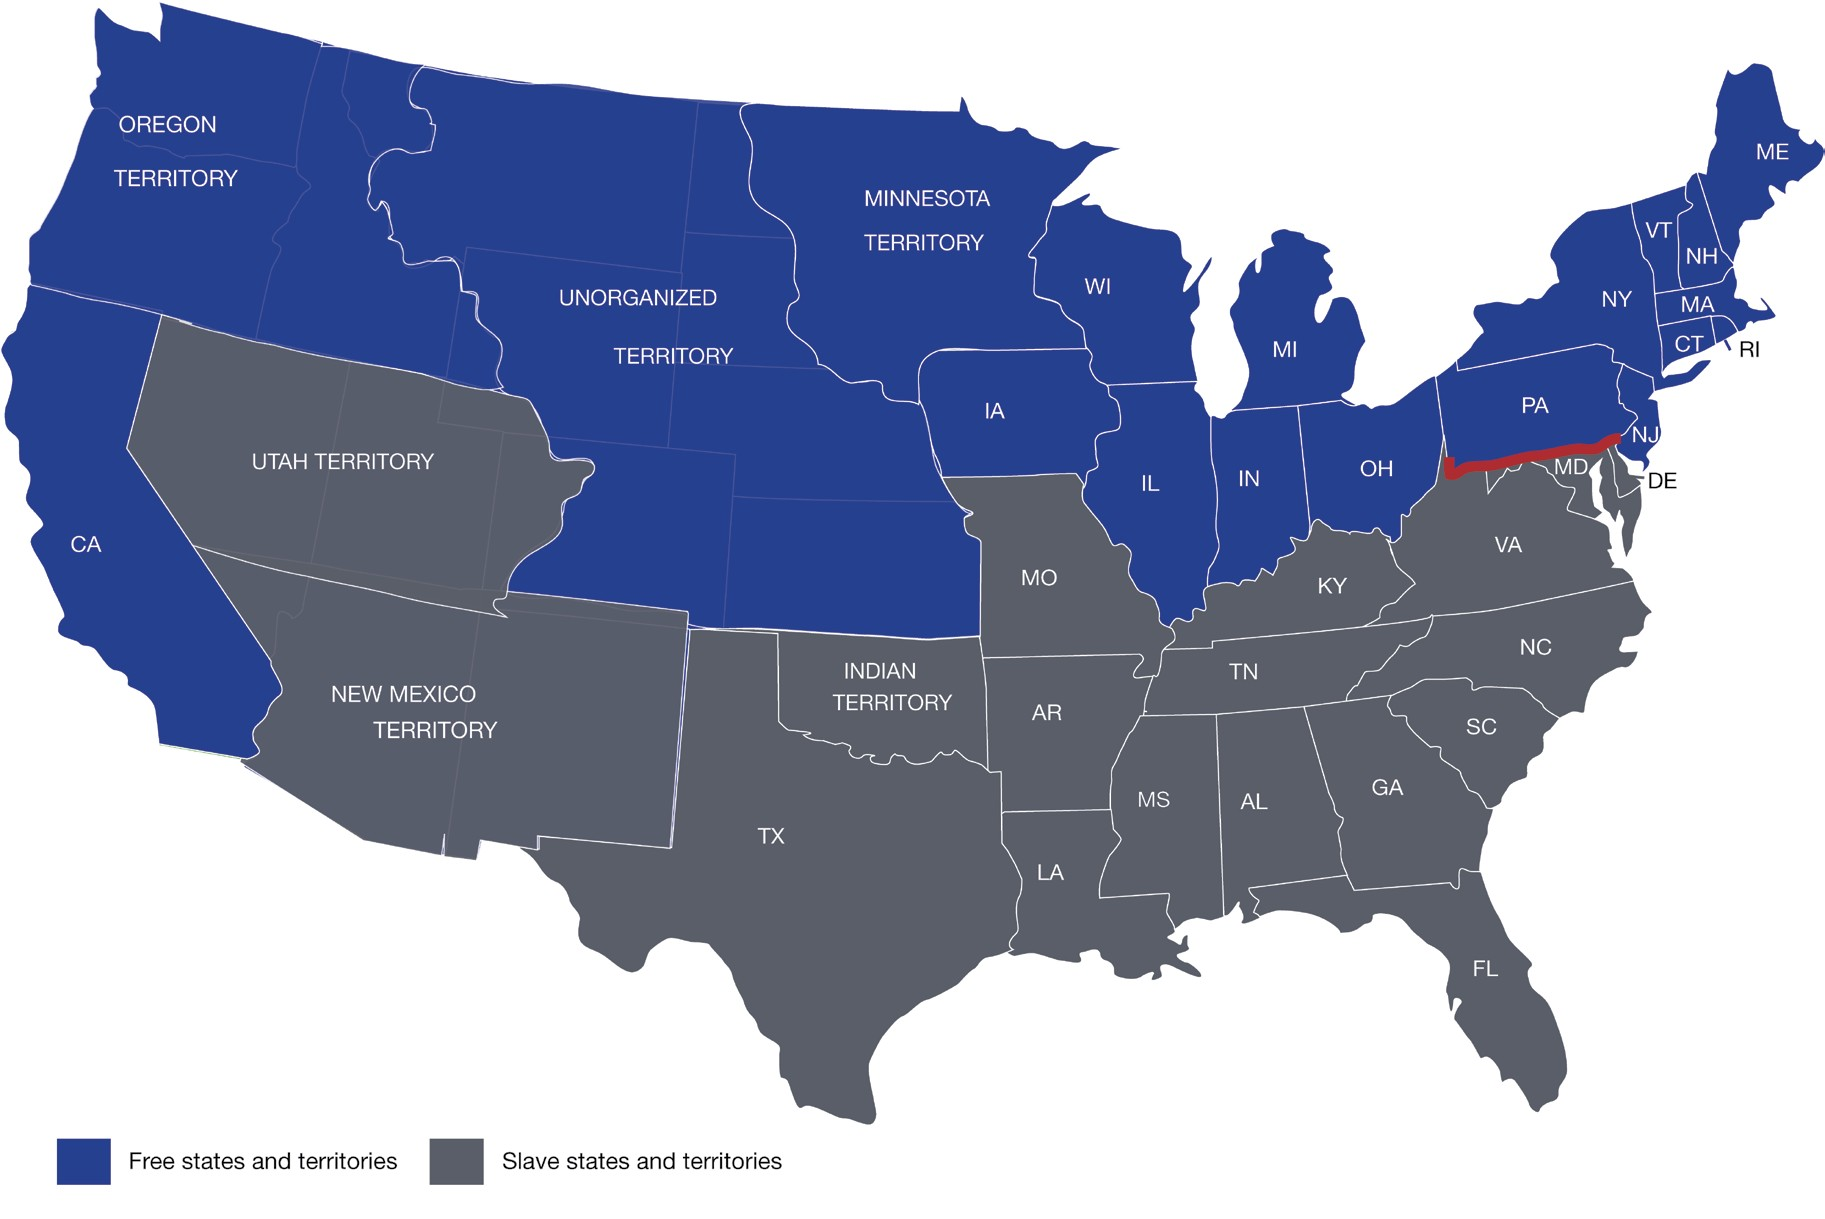 OREGON
TERRITORY
ME
MINNESOTA
TERRITORY
VT
NH
WI
UNORGANIZED
TERRITORY
NY
MA
MI
CT
RI
IA
PA
NJ
UTAH TERRITORY
IL
IN
OH
MD
DE
CA
MO
KY
VA
NEW MEXICO
TERRITORY
INDIAN
TERRITORY
AR
TN
NC
SC
TX
MS
AL
GA
LA
FL
Free states and territories
Slave states and territories